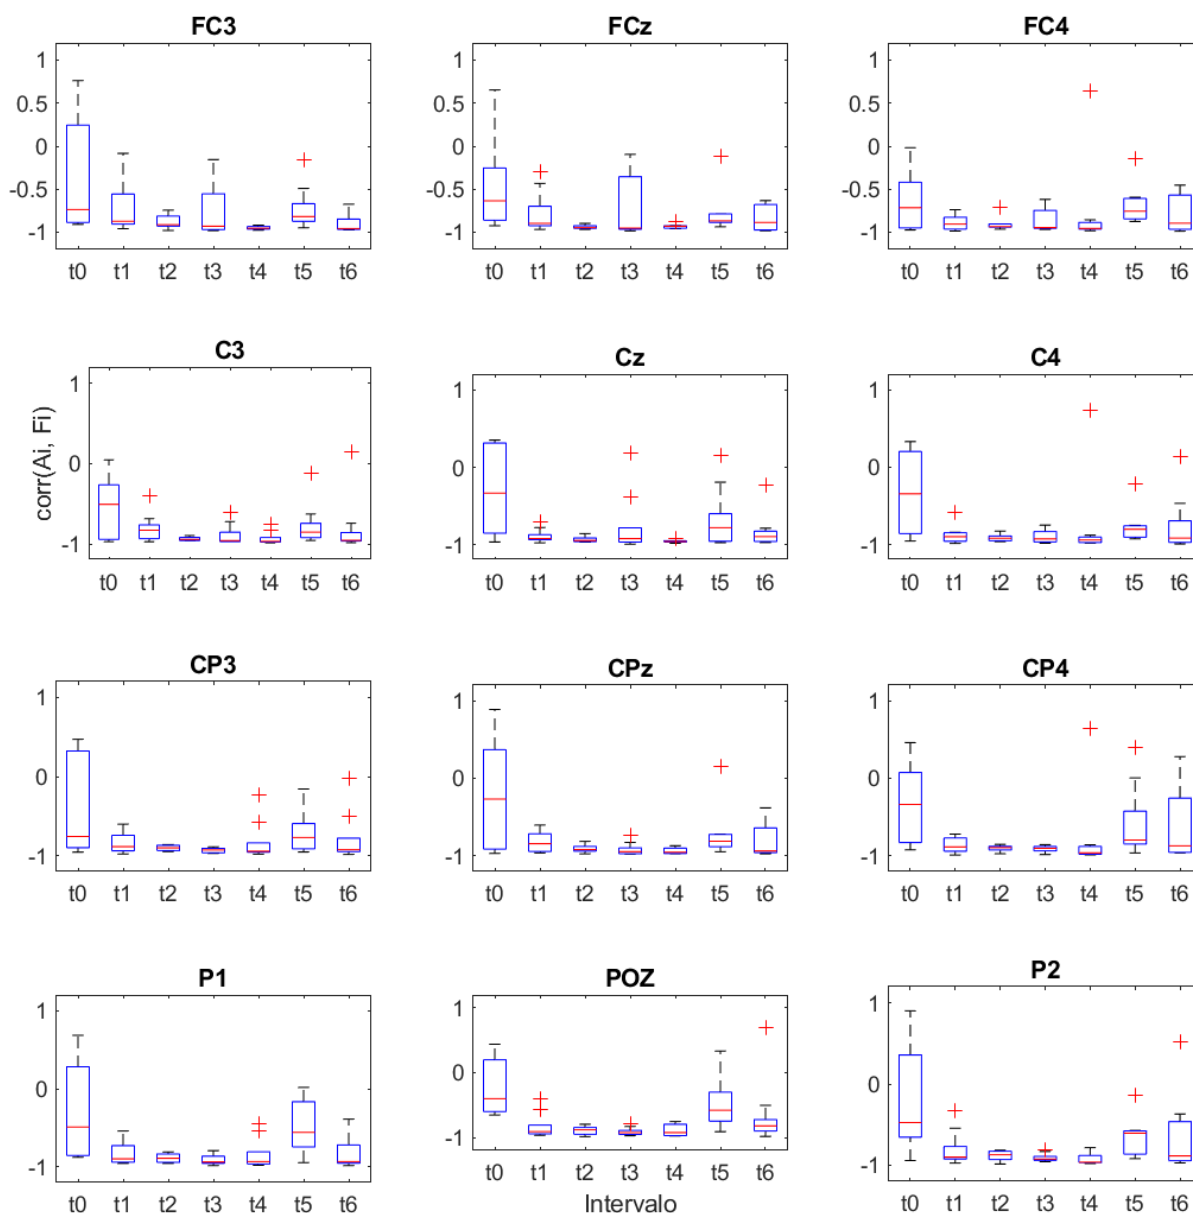 FC3 FCz FC4
1 1 1
0.5 0.5 0.5
0 0 0
-0.5 -0.5 -0.5
-1 -1 -1
t0 t1 t2 t3 t4 t5 t6 t0 t1 t2 t3 t4 t5 t6 t0 t1 t2 t3 t4 t5 t6
C3 Cz C4
1 1 1
0 0 0
-1 -1 -1
corr(Ai, Fi)
t0 t1 t2 t3 t4 t5 t6 t0 t1 t2 t3 t4 t5 t6 t0 t1 t2 t3 t4 t5 t6
CP3 CPz CP4
1 1 1
0 0 0
-1 -1 -1
t0 t1 t2 t3 t4 t5 t6 t0 t1 t2 t3 t4 t5 t6 t0 t1 t2 t3 t4 t5 t6
P1 POZ P2
1 1 1
0 0 0
-1 -1 -1
t0 t1 t2 t3 t4 t5 t6 t0 t1 t2 t3 t4 t5 t6 t0 t1 t2 t3 t4 t5 t6
Intervalo